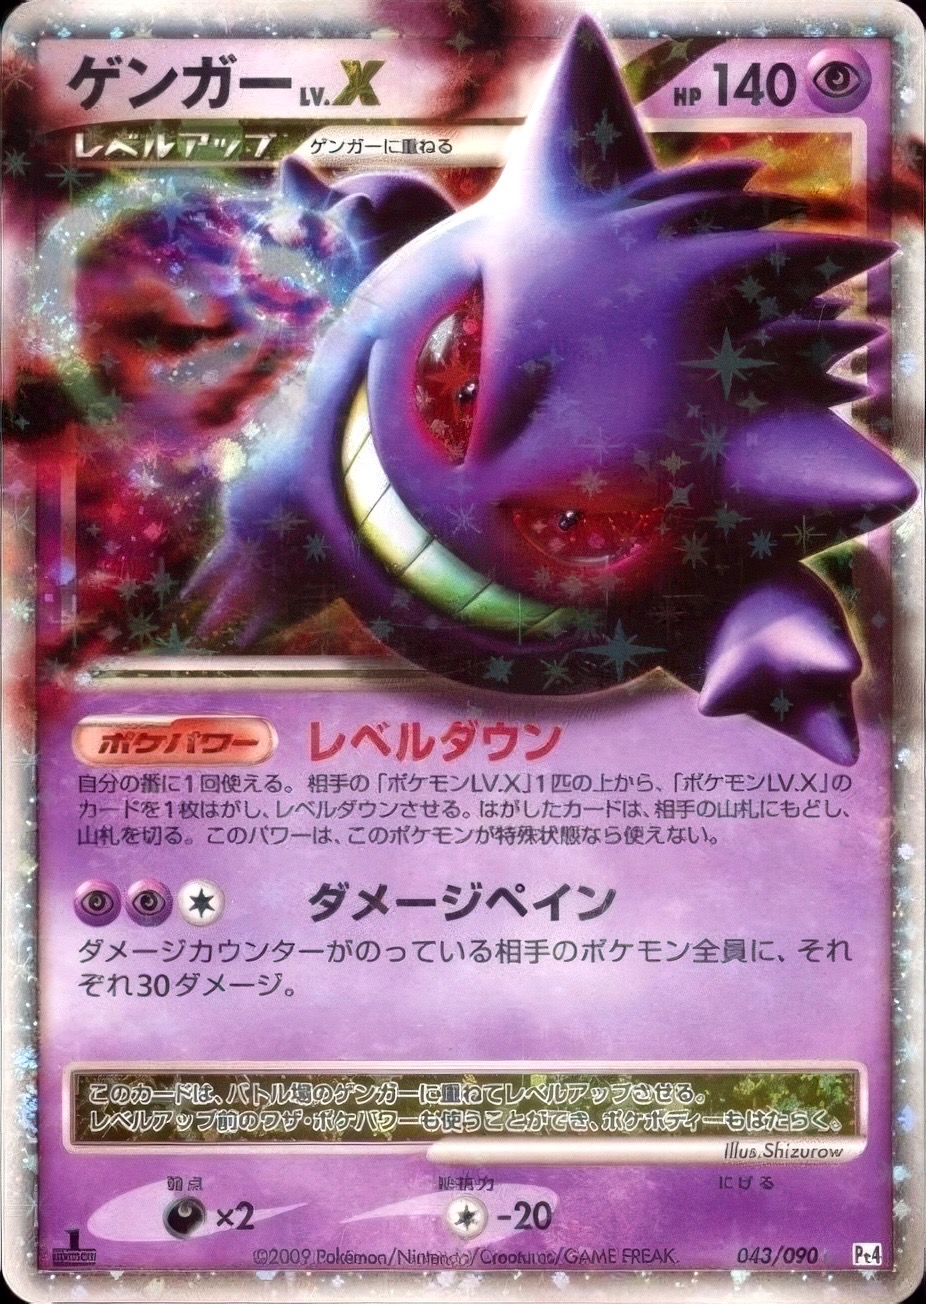 ゲンガー LV.X HP 140
レベルアップ ゲンガーに重ねる
ポケパワー レベルダウン
自分の番に1回使える。相手の「ポケモンLV.X」1匹の上から、「ポケモンLV.X」の
カードを1枚はがし、レベルダウンさせる。はがしたカードは、相手の山札にもどし、
山札を切る。このパワーは、このポケモンが特殊状態なら使えない。
ダメージペイン
ダメージカウンターがのっている相手のポケモン全員に、それ
ぞれ30ダメージ。
このカードは、バトル場のゲンガーに重ねてレベルアップさせる。
レベルアップ前のワザ・ポケパワーも使うことができ、ポケボディーもはたらく。
Illus.Shizurow
弱点 抵抗力 にげる
×2 -20
1
©2009 Pokémon/Nintendo/Creatures/GAME FREAK. 043/090 Pt4